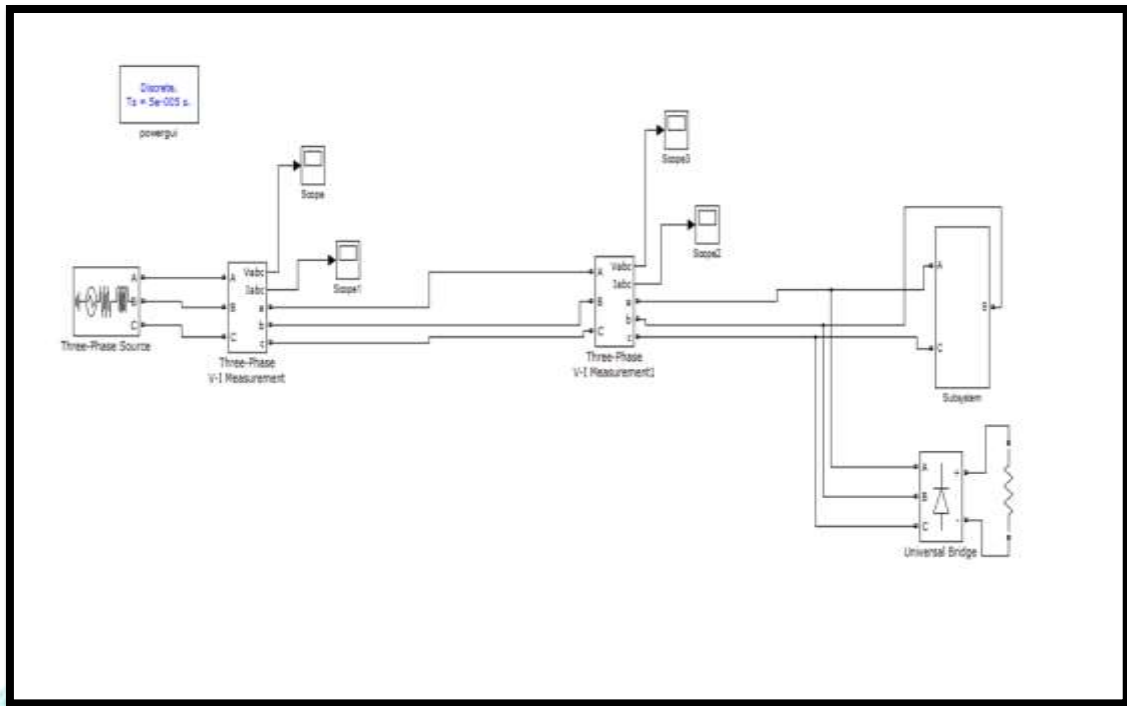 Discrete,
Ts = 5e-005 s.
powergui
Scope
Scope1
Scope3
Scope2
A
B
C
Three-Phase Source
A
B
C
Vabc
Iabc
a
b
c
Three-Phase
V-I Measurement
A
B
C
Vabc
Iabc
a
b
c
Three-Phase
V-I Measurement1
A
B
C
Subsystem
A
B
C
+
-
Universal Bridge